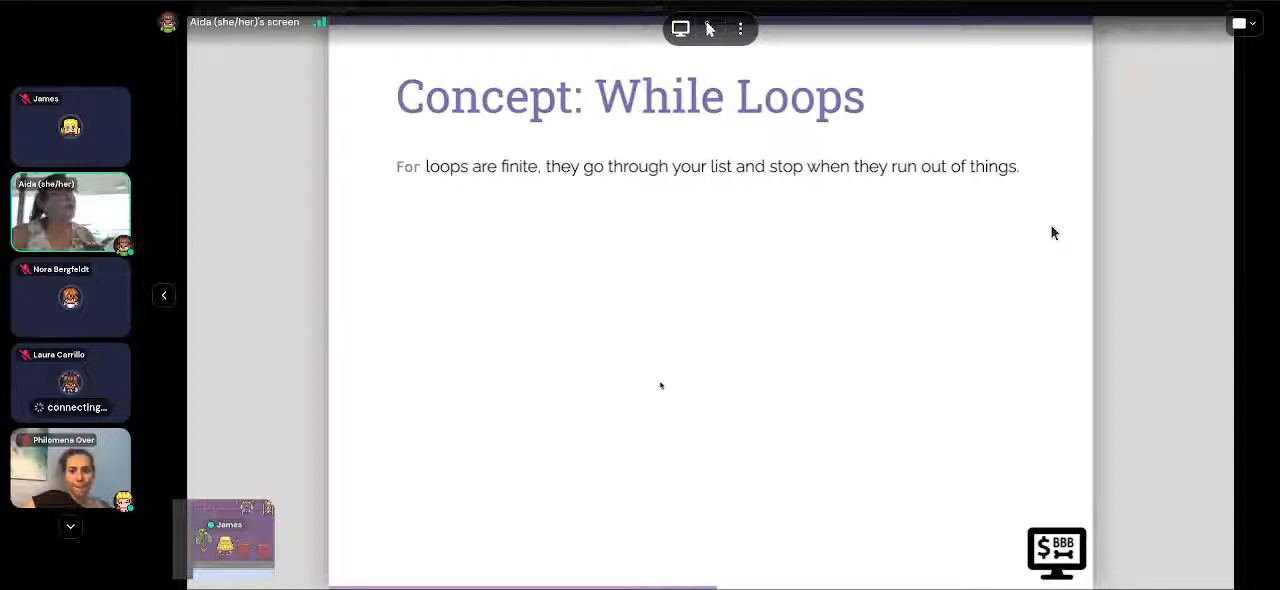 Aida (she/her)'s screen
James
Aida (she/her)
Nora Bergfeldt
Laura Carrillo
connecting...
Philomena Over
James
Concept: While Loops
For loops are finite, they go through your list and stop when they run out of things.
$ BBB